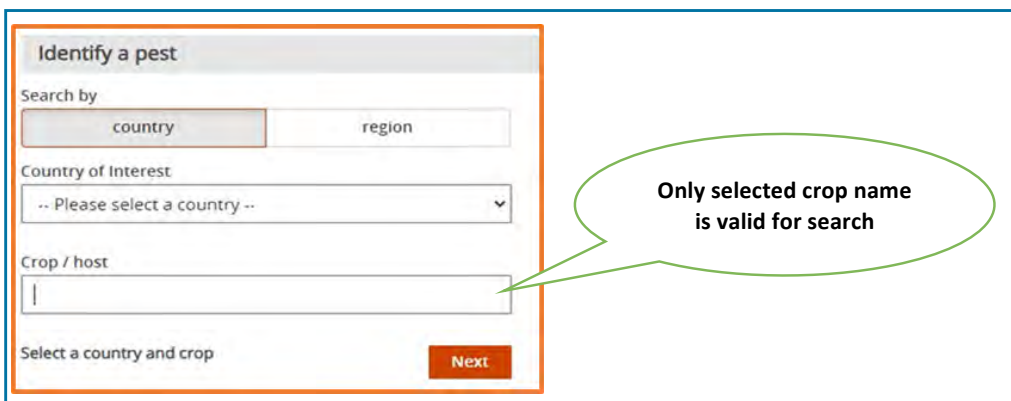 Identify a pest
Search by
country
region
Country of Interest
-- Please select a country --
Crop / host
Select a country and crop
Next
Only selected crop name
is valid for search